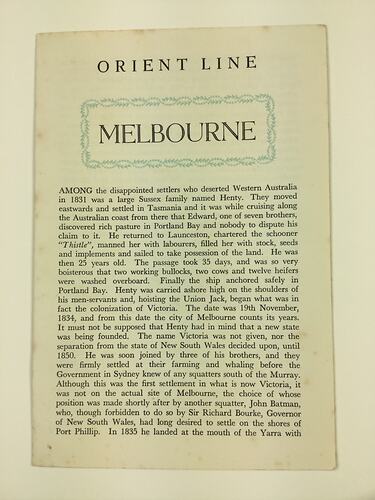 ORIENT LINE
MELBOURNE
AMONG the disappointed settlers who deserted Western Australia
in 1831 was a large Sussex family named Henty. They moved
eastwards and settled in Tasmania and it was while cruising along
the Australian coast from there that Edward, one of seven brothers,
discovered rich pasture in Portland Bay and nobody to dispute his
claim to it. He returned to Launceston, chartered the schooner
"Thistle", manned her with labourers, filled her with stock, seeds
and implements and sailed to take possession of the land. He was
then 25 years old. The passage took 35 days, and was so very
boisterous that two working bullocks, two cows and twelve heifers
were washed overboard. Finally the ship anchored safely in
Portland Bay. Henty was carried ashore high on the shoulders of
his men-servants and, hoisting the Union Jack, began what was in
fact the colonization of Victoria. The date was 19th November,
1834, and from this date the city of Melbourne counts its years.
It must not be supposed that Henty had in mind that a new state
was being founded. The name Victoria was not given, nor the
separation from the state of New South Wales decided upon, until
1850. He was soon joined by three of his brothers, and they
were firmly settled at their farming and whaling before the
Government in Sydney knew of any squatters south of the Murray.
Although this was the first settlement in what is now Victoria, it
was not on the actual site of Melbourne, the choice of whose
position was made shortly after by another squatter, John Batman,
who, though forbidden to do so by Sir Richard Bourke, Governor
of New South Wales, had long desired to settle on the shores of
Port Phillip. In 1835 he landed at the mouth of the Yarra with